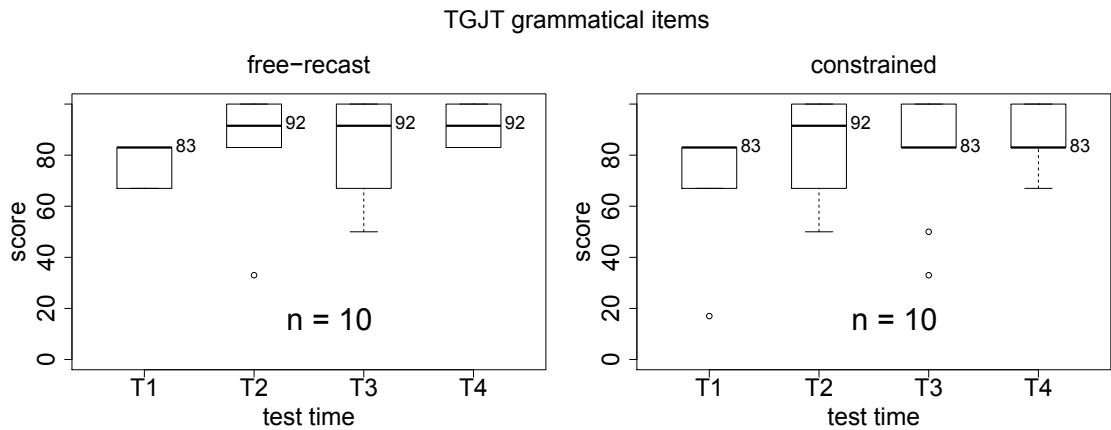 TGJT grammatical items
free−recast
score
0 20 40 60 80
83
92
92
92
n = 10
T1 T2 T3 T4
test time
constrained
score
0 20 40 60 80
83
92
83
83
n = 10
T1 T2 T3 T4
test time